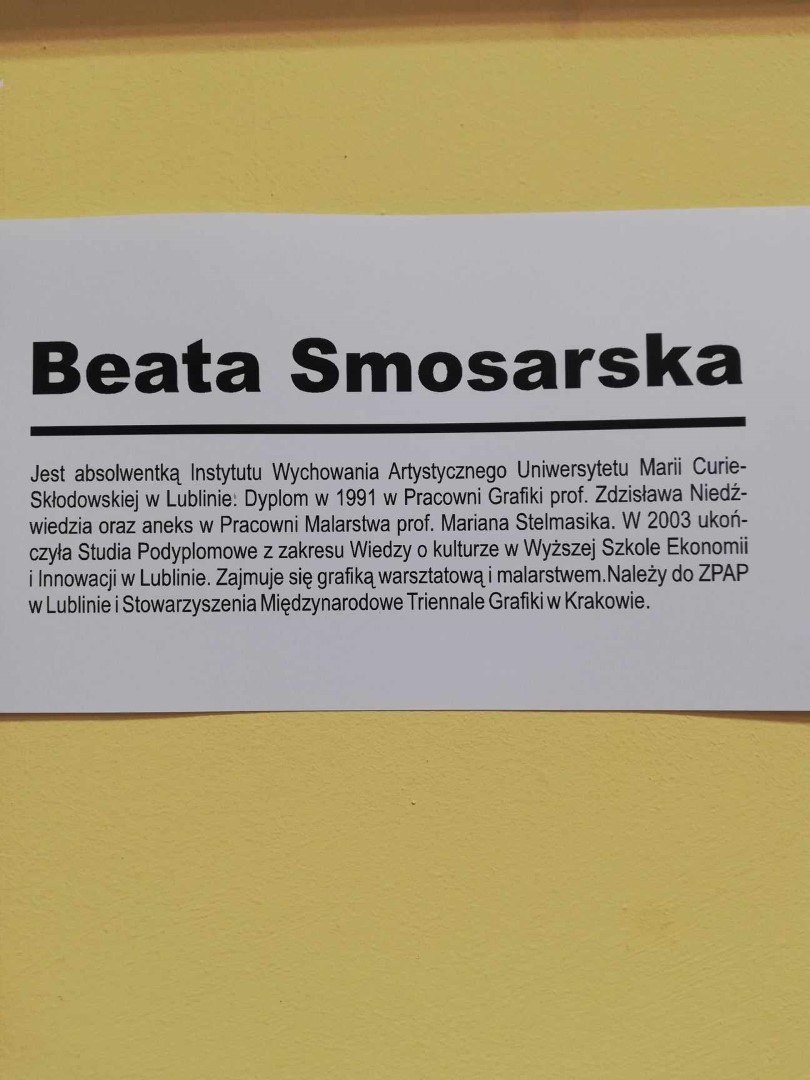 Beata Smosarska
Jest absolwentką Instytutu Wychowania Artystycznego Uniwersytetu Marii Curie-
Skłodowskiej w Lublinie: Dyplom w 1991 w Pracowni Grafiki prof. Zdzisława Niedź-
wiedzia oraz aneks w Pracowni Malarstwa prof. Mariana Stelmasika. W 2003 ukoń-
czyła Studia Podyplomowe z zakresu Wiedzy o kulturze w Wyższej Szkole Ekonomii
i Innowacji w Lublinie. Zajmuje się grafiką warsztatową i malarstwem.Należy do ZPAP
w Lublinie i Stowarzyszenia Międzynarodowe Triennale Grafiki w Krakowie.